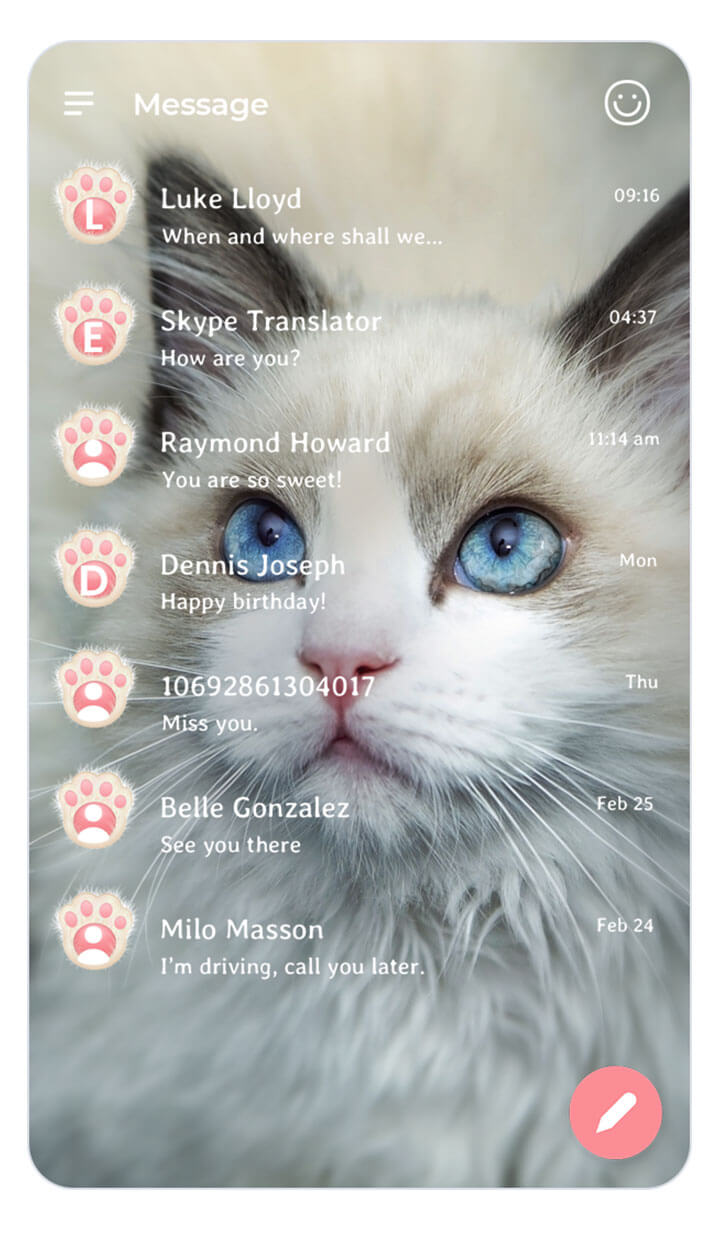 Message
L
Luke Lloyd
09:16
When and where shall we...
E
Skype Translator
04:37
How are you?
Raymond Howard
11:14 am
You are so sweet!
D
Dennis Joseph
Mon
Happy birthday!
10692861304017
Thu
Miss you.
Belle Gonzalez
Feb 25
See you there
Milo Masson
Feb 24
I'm driving, call you later.